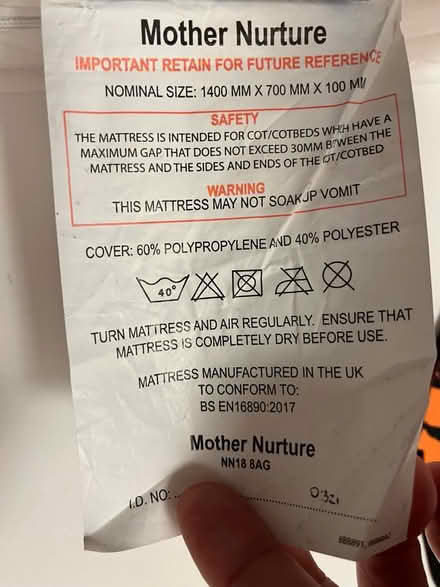 Mother Nurture
IMPORTANT RETAIN FOR FUTURE REFERENCE
NOMINAL SIZE: 1400 MM X 700 MM X 100 MM
SAFETY
THE MATTRESS IS INTENDED FOR COT/COTBEDS WHICH HAVE A
MAXIMUM GAP THAT DOES NOT EXCEED 30MM BETWEEN THE
MATTRESS AND THE SIDES AND ENDS OF THE COT/COTBED
WARNING
THIS MATTRESS MAY NOT SOAK UP VOMIT
COVER: 60% POLYPROPYLENE AND 40% POLYESTER
40°
TURN MATTRESS AND AIR REGULARLY. ENSURE THAT
MATTRESS IS COMPLETELY DRY BEFORE USE.
MATTRESS MANUFACTURED IN THE UK
TO CONFORM TO:
BS EN16890:2017
Mother Nurture
NN18 8AG
I.D. NO: